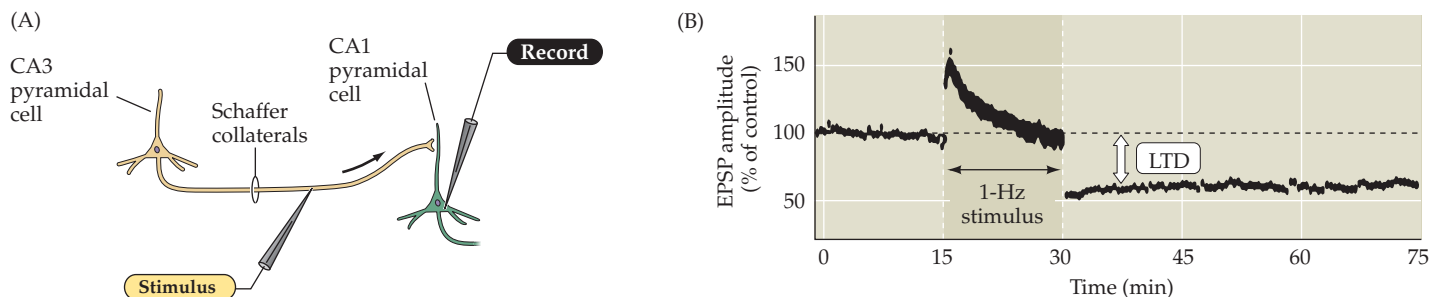 (A)
CA3
pyramidal
cell
Schaffer
collaterals
CA1
pyramidal
cell
Record
Stimulus
(B)
EPSP amplitude
(% of control)
150
100
50
1-Hz
stimulus
LTD
0 15 30 45 60 75
Time (min)